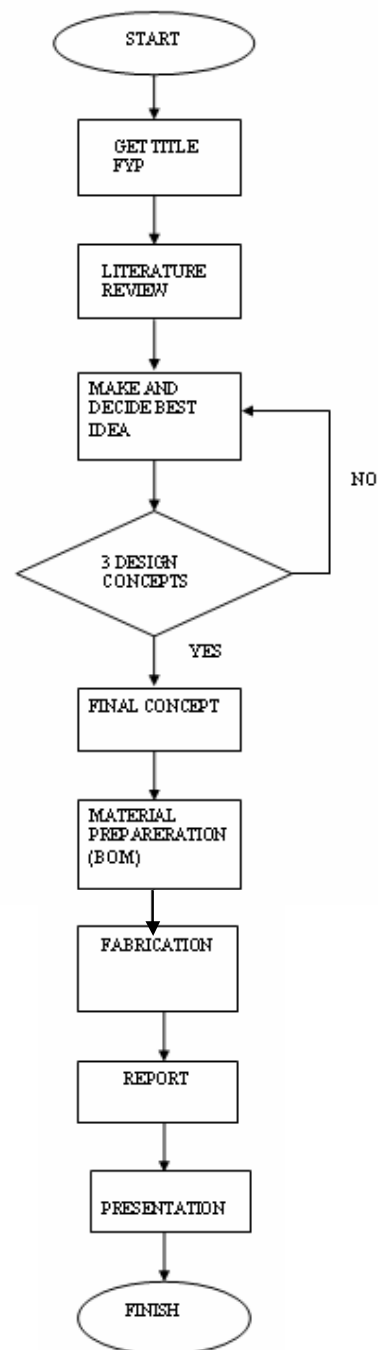 START
GET TITLE
FYP
LITERATURE
REVIEW
MAKE AND
DECIDE BEST
IDEA
NO
3 DESIGN
CONCEPTS
YES
FINAL CONCEPT
MATERIAL
PREPARERATION
(BOM)
FABRICATION
REPORT
PRESENTATION
FINISH